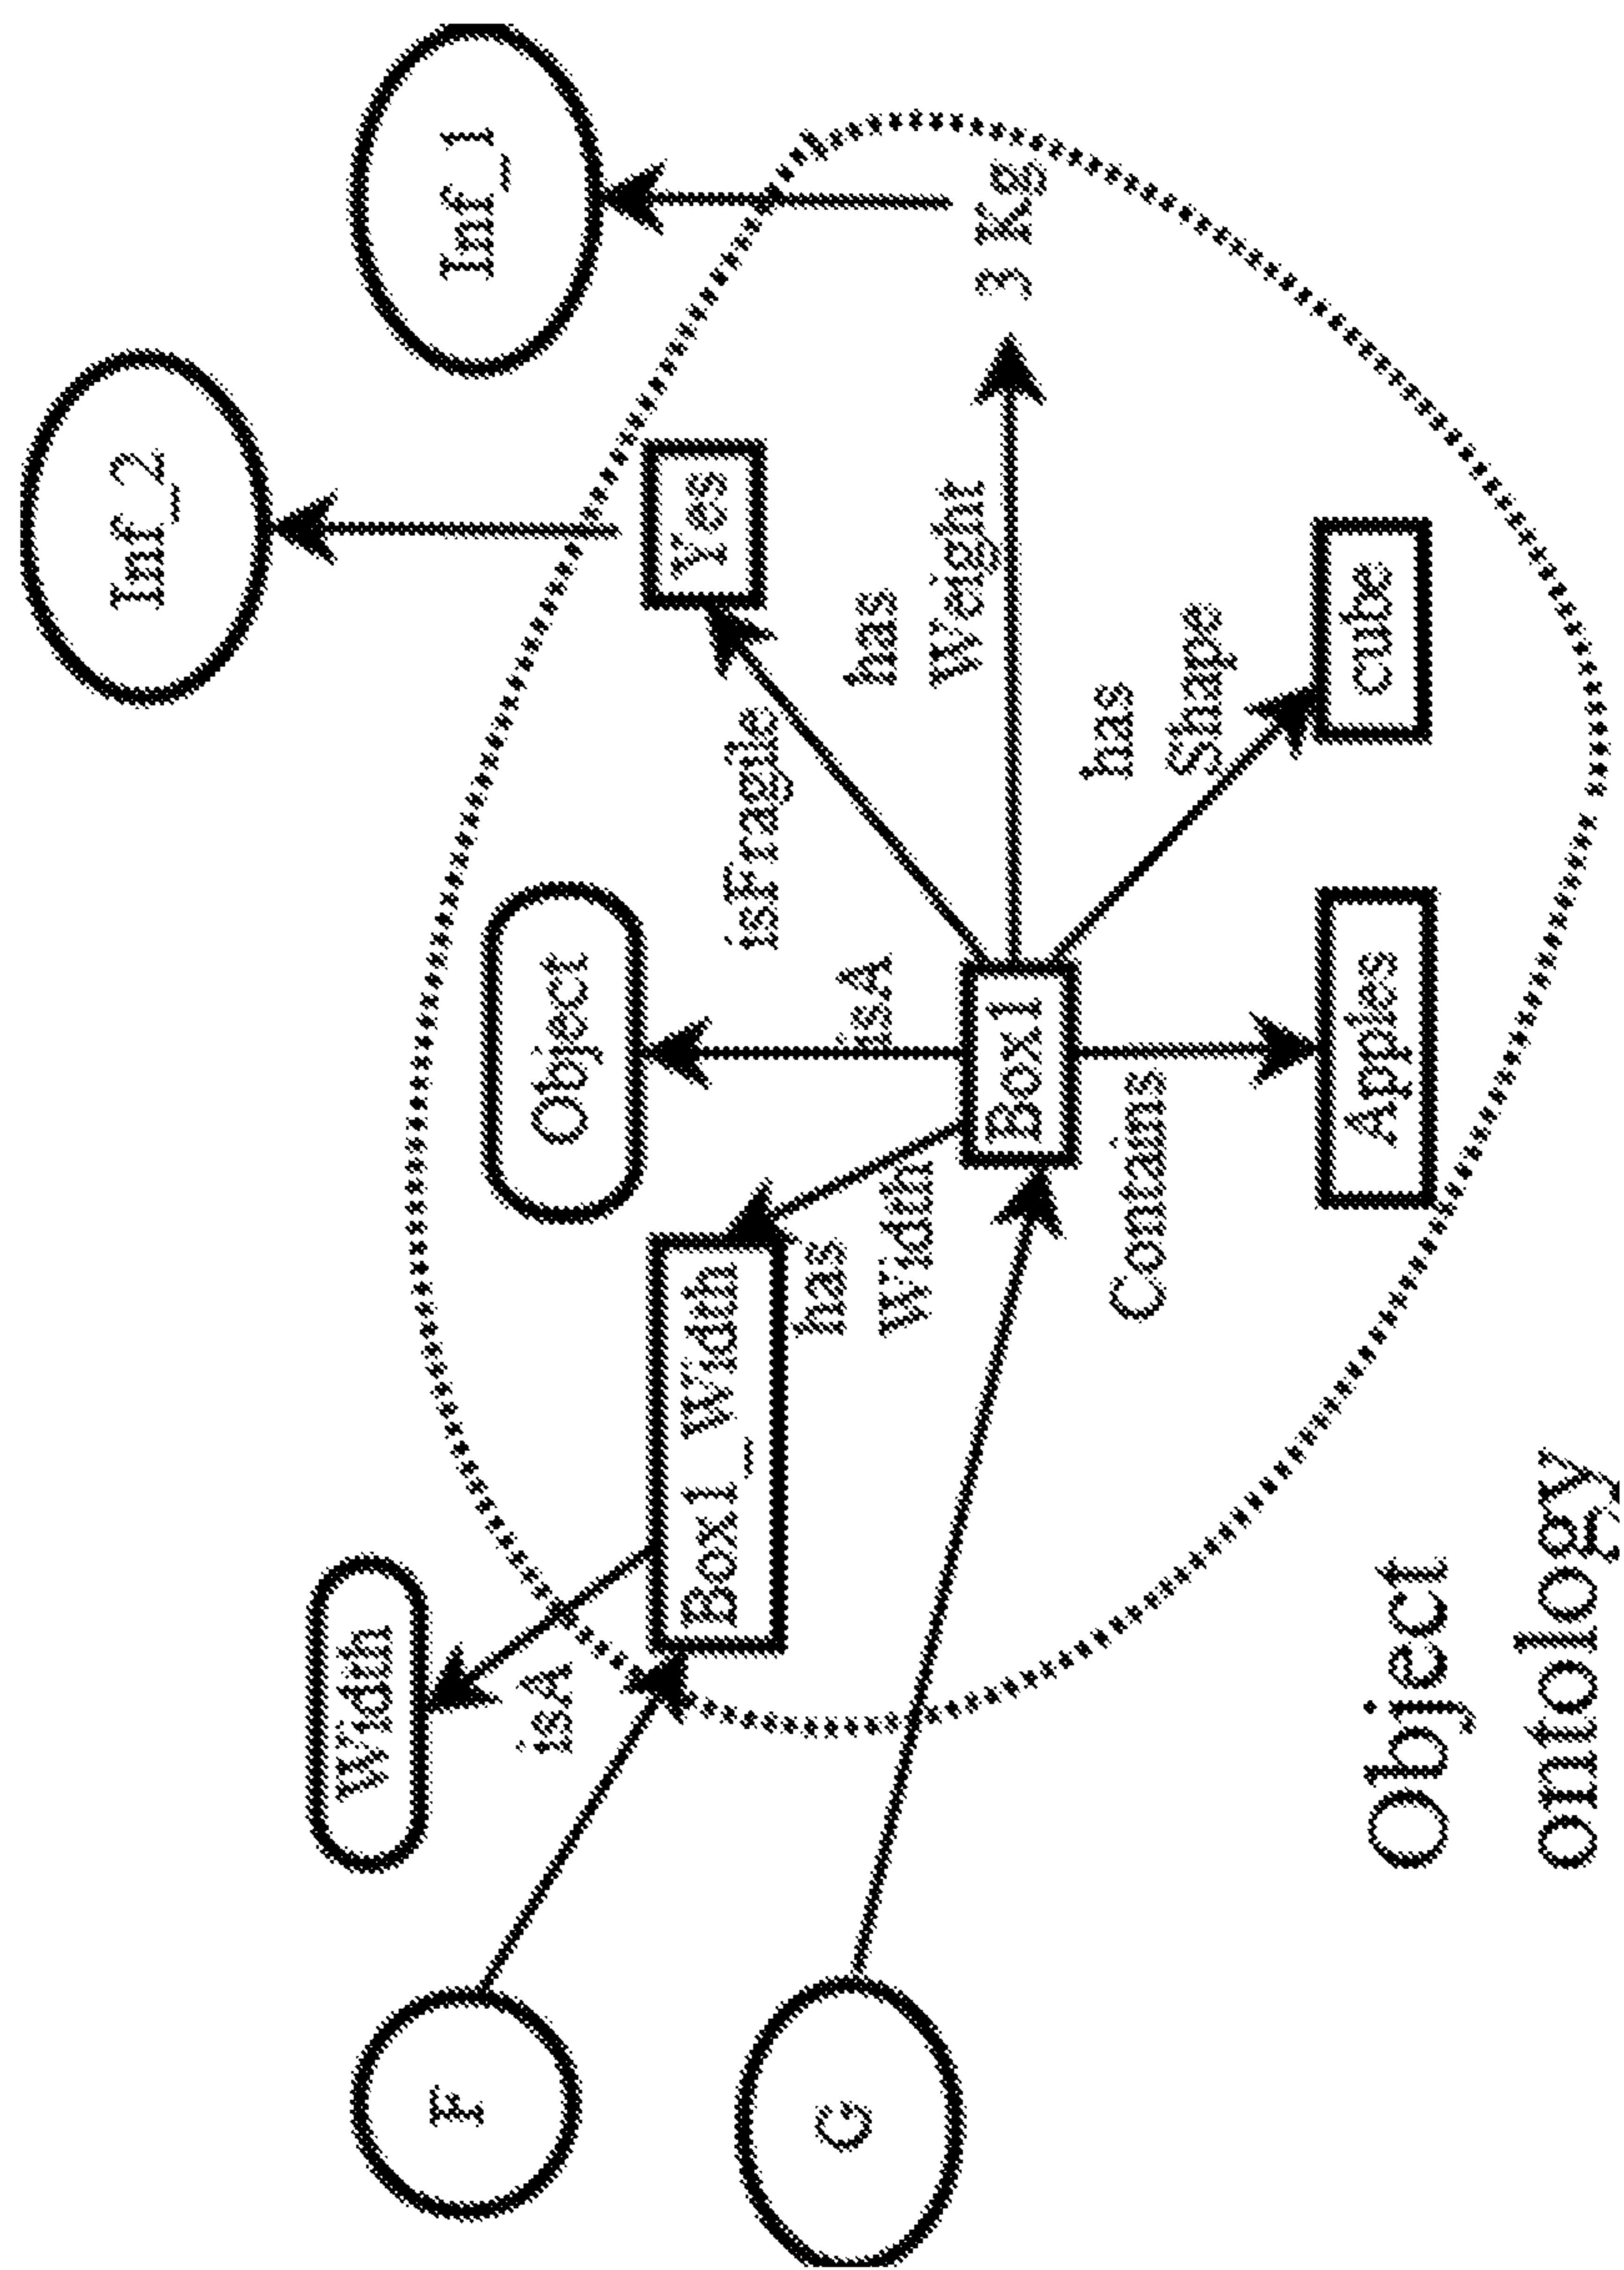 Inf_2
Width
F
Inf_1
isA
Object
Box1_Width
Yes
isFragile
has
Width
G
isA
has
Weight
Box1
3 Kg
Contains
has
Shape
Apples
cube
Object
ontology